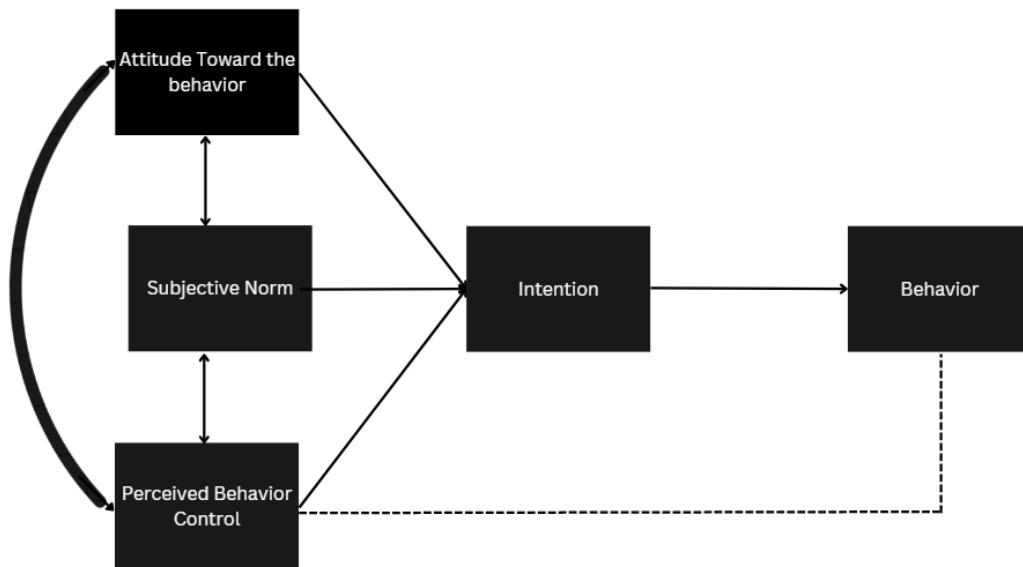 Attitude Toward the
behavior
Subjective Norm
Intention
Behavior
Perceived Behavior
Control